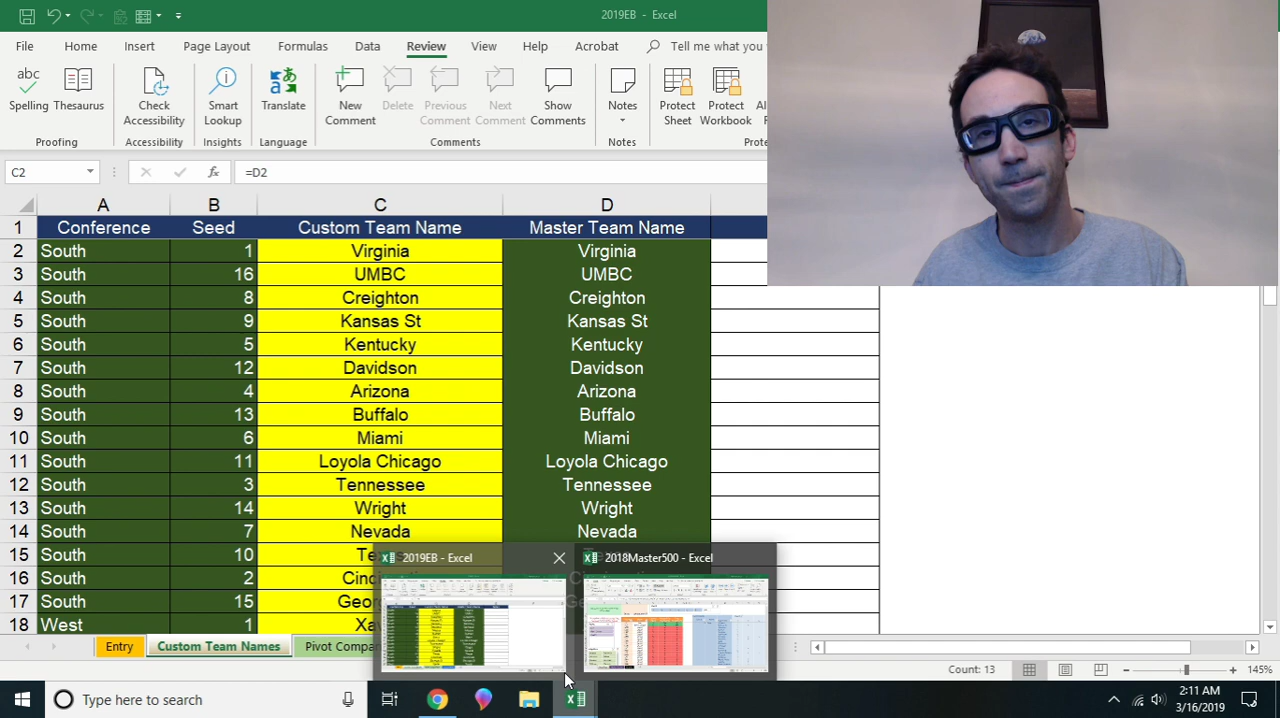 2019EB - Excel
File Home Insert Page Layout Formulas Data Review View Help Acrobat Tell me what you
abc
Spelling Thesaurus Check Accessibility Smart Lookup Translate New Comment Delete Previous Comment Next Comment Show Comments Notes Protect Sheet Protect Workbook
Proofing Accessibility Insights Language Comments Notes Prote
C2 fx =D2
A B C D
1 Conference Seed Custom Team Name Master Team Name
2 South 1 Virginia Virginia
3 South 16 UMBC UMBC
4 South 8 Creighton Creighton
5 South 9 Kansas St Kansas St
6 South 5 Kentucky Kentucky
7 South 12 Davidson Davidson
8 South 4 Arizona Arizona
9 South 13 Buffalo Buffalo
10 South 6 Miami Miami
11 South 11 Loyola Chicago Loyola Chicago
12 South 3 Tennessee Tennessee
13 South 14 Wright Wright
14 South 7 Nevada Nevada
15 South 10
16 South 2 Cinc
17 South 15 Geor
18 West 1 Xa
2019EB - Excel 2018Master500 - Excel
Entry Custom Team Names Pivot Compa
Count: 13 145%
Type here to search
2:11 AM
3/16/2019